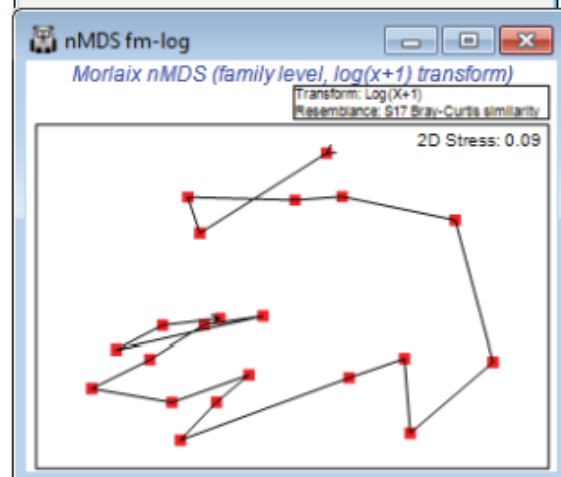 nMDS fm-log
Morlaix nMDS (family level, log(x+1) transform)
Transform: Log(X+1)
Resemblance: S17 Bray-Curtis similarity
2D Stress: 0.09